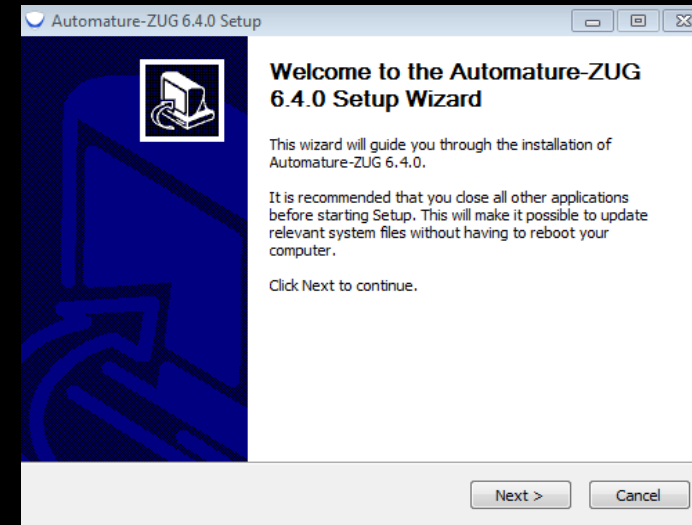 Automature-ZUG 6.4.0 Setup
Welcome to the Automature-ZUG
6.4.0 Setup Wizard
This wizard will guide you through the installation of
Automature-ZUG 6.4.0.
It is recommended that you close all other applications
before starting Setup. This will make it possible to update
relevant system files without having to reboot your
computer.
Click Next to continue.
Next >
Cancel